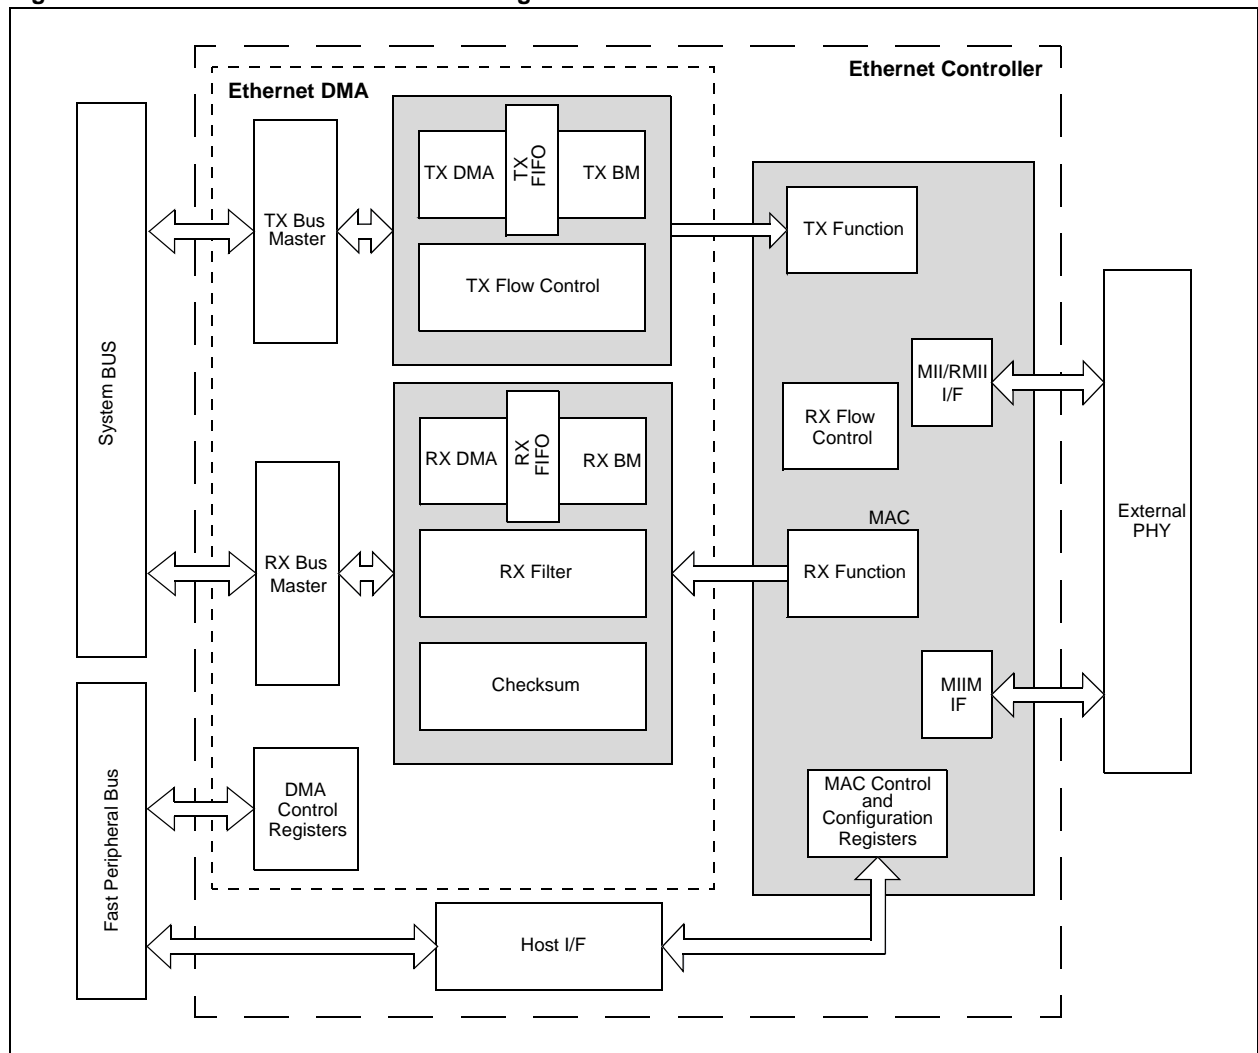 Ethernet Controller
Ethernet DMA
TX DMA
TX
FIFO
TX BM
TX Bus
Master
TX Function
TX Flow Control
System BUS
MII/RMII
I/F
RX Flow
Control
RX DMA
RX
FIFO
RX BM
External
PHY
MAC
RX Bus
Master
RX Filter
RX Function
Checksum
MIIM
IF
Fast Peripheral Bus
DMA
Control
Registers
MAC Control
and
Configuration
Registers
Host I/F